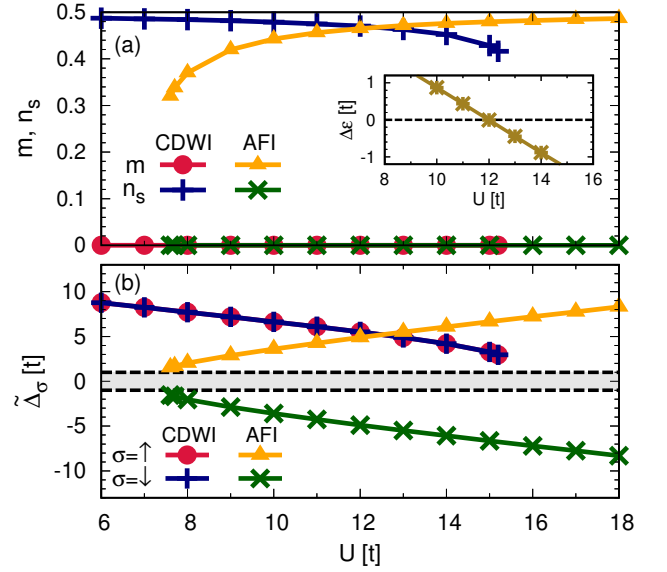 (a)
m, n_s
0.5
0.4
0.3
0.2
0.1
0
CDWI AFI
m
n_s
Δε [t]
1
0
-1
8 10 12 14 16
U [t]
(b)
Δ̃_σ [t]
10
5
0
-5
-10
CDWI AFI
σ=↑
σ=↓
6 8 10 12 14 16 18
U [t]